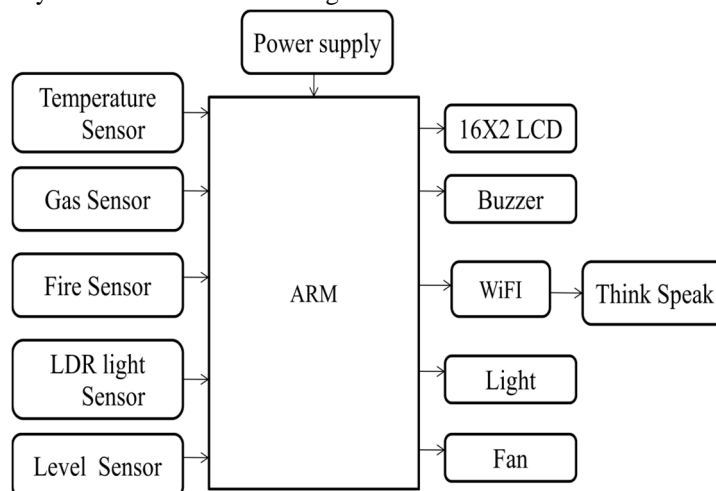 Power supply
Temperature
Sensor
Gas Sensor
Fire Sensor
LDR light
Sensor
Level Sensor
ARM
16X2 LCD
Buzzer
WiFI
Think Speak
Light
Fan